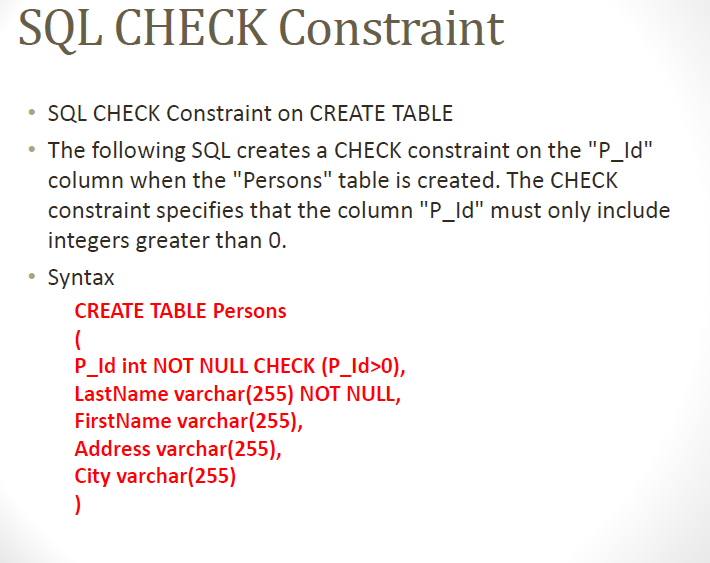 SQL CHECK Constraint
• SQL CHECK Constraint on CREATE TABLE
• The following SQL creates a CHECK constraint on the "P_Id"
column when the "Persons" table is created. The CHECK
constraint specifies that the column "P_Id" must only include
integers greater than 0.
• Syntax
CREATE TABLE Persons
(
P_Id int NOT NULL CHECK (P_Id>0),
LastName varchar(255) NOT NULL,
FirstName varchar(255),
Address varchar(255),
City varchar(255)
)